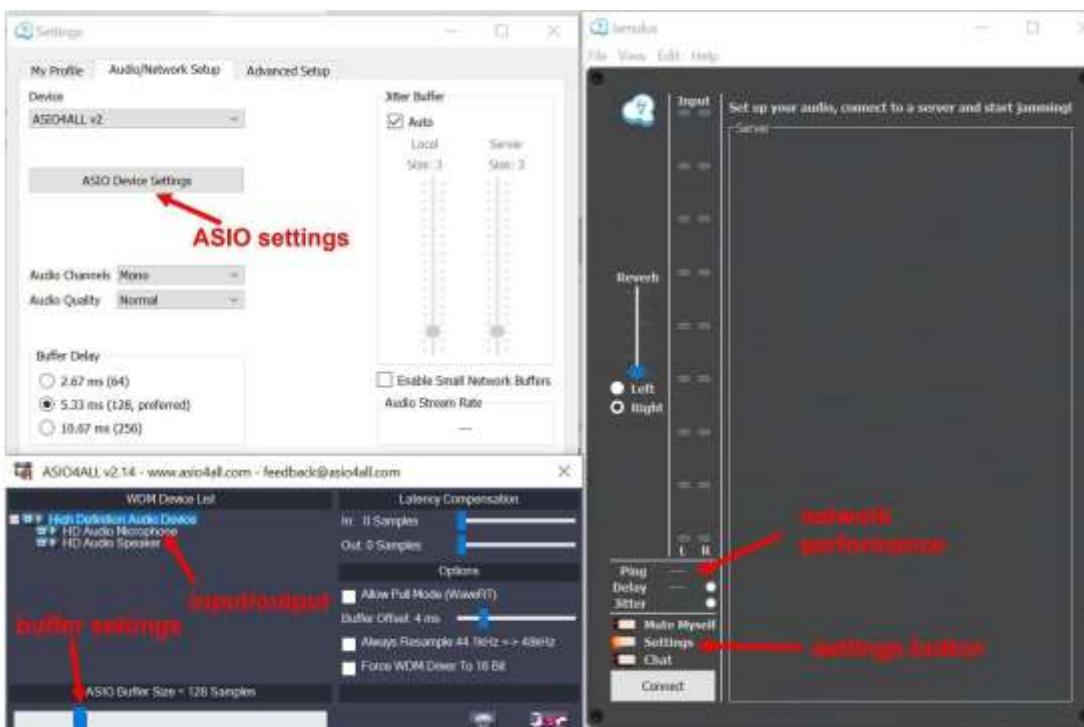 Settings
My Profile
Audio/Network Setup
Advanced Setup
Device
ASIO4ALL v2
ASIO Device Settings
ASIO settings
Audio Channels Mono
Audio Quality Normal
Buffer Delay
2.67 ms (64)
5.33 ms (128, preferred)
10.67 ms (256)
Jitter Buffer
Auto
Local Server
Size: 3 Size: 3
Enable Small Network Buffers
Audio Stream Rate
---
ASIO4ALL v2.14 - www.asio4all.com - feedback@asio4all.com
WDM Device List
High Definition Audio Device
HD Audio Microphone
HD Audio Speaker
input/output
buffer settings
ASIO Buffer Size = 128 Samples
Latency Compensation
In: 0 Samples
Out: 0 Samples
Options
Allow Pull Mode (WaveRT)
Buffer Offset: 4 ms
Always Resample 44.1kHz <-> 48kHz
Force WDM Driver To 16 Bit
Jamulus
File View Edit Help
Input
Set up your audio, connect to a server and start jamming!
Server
Reverb
Left
Right
L R
network
performance
Ping ---
Delay ---
Jitter
Mute Myself
Settings
settings button
Chat
Connect